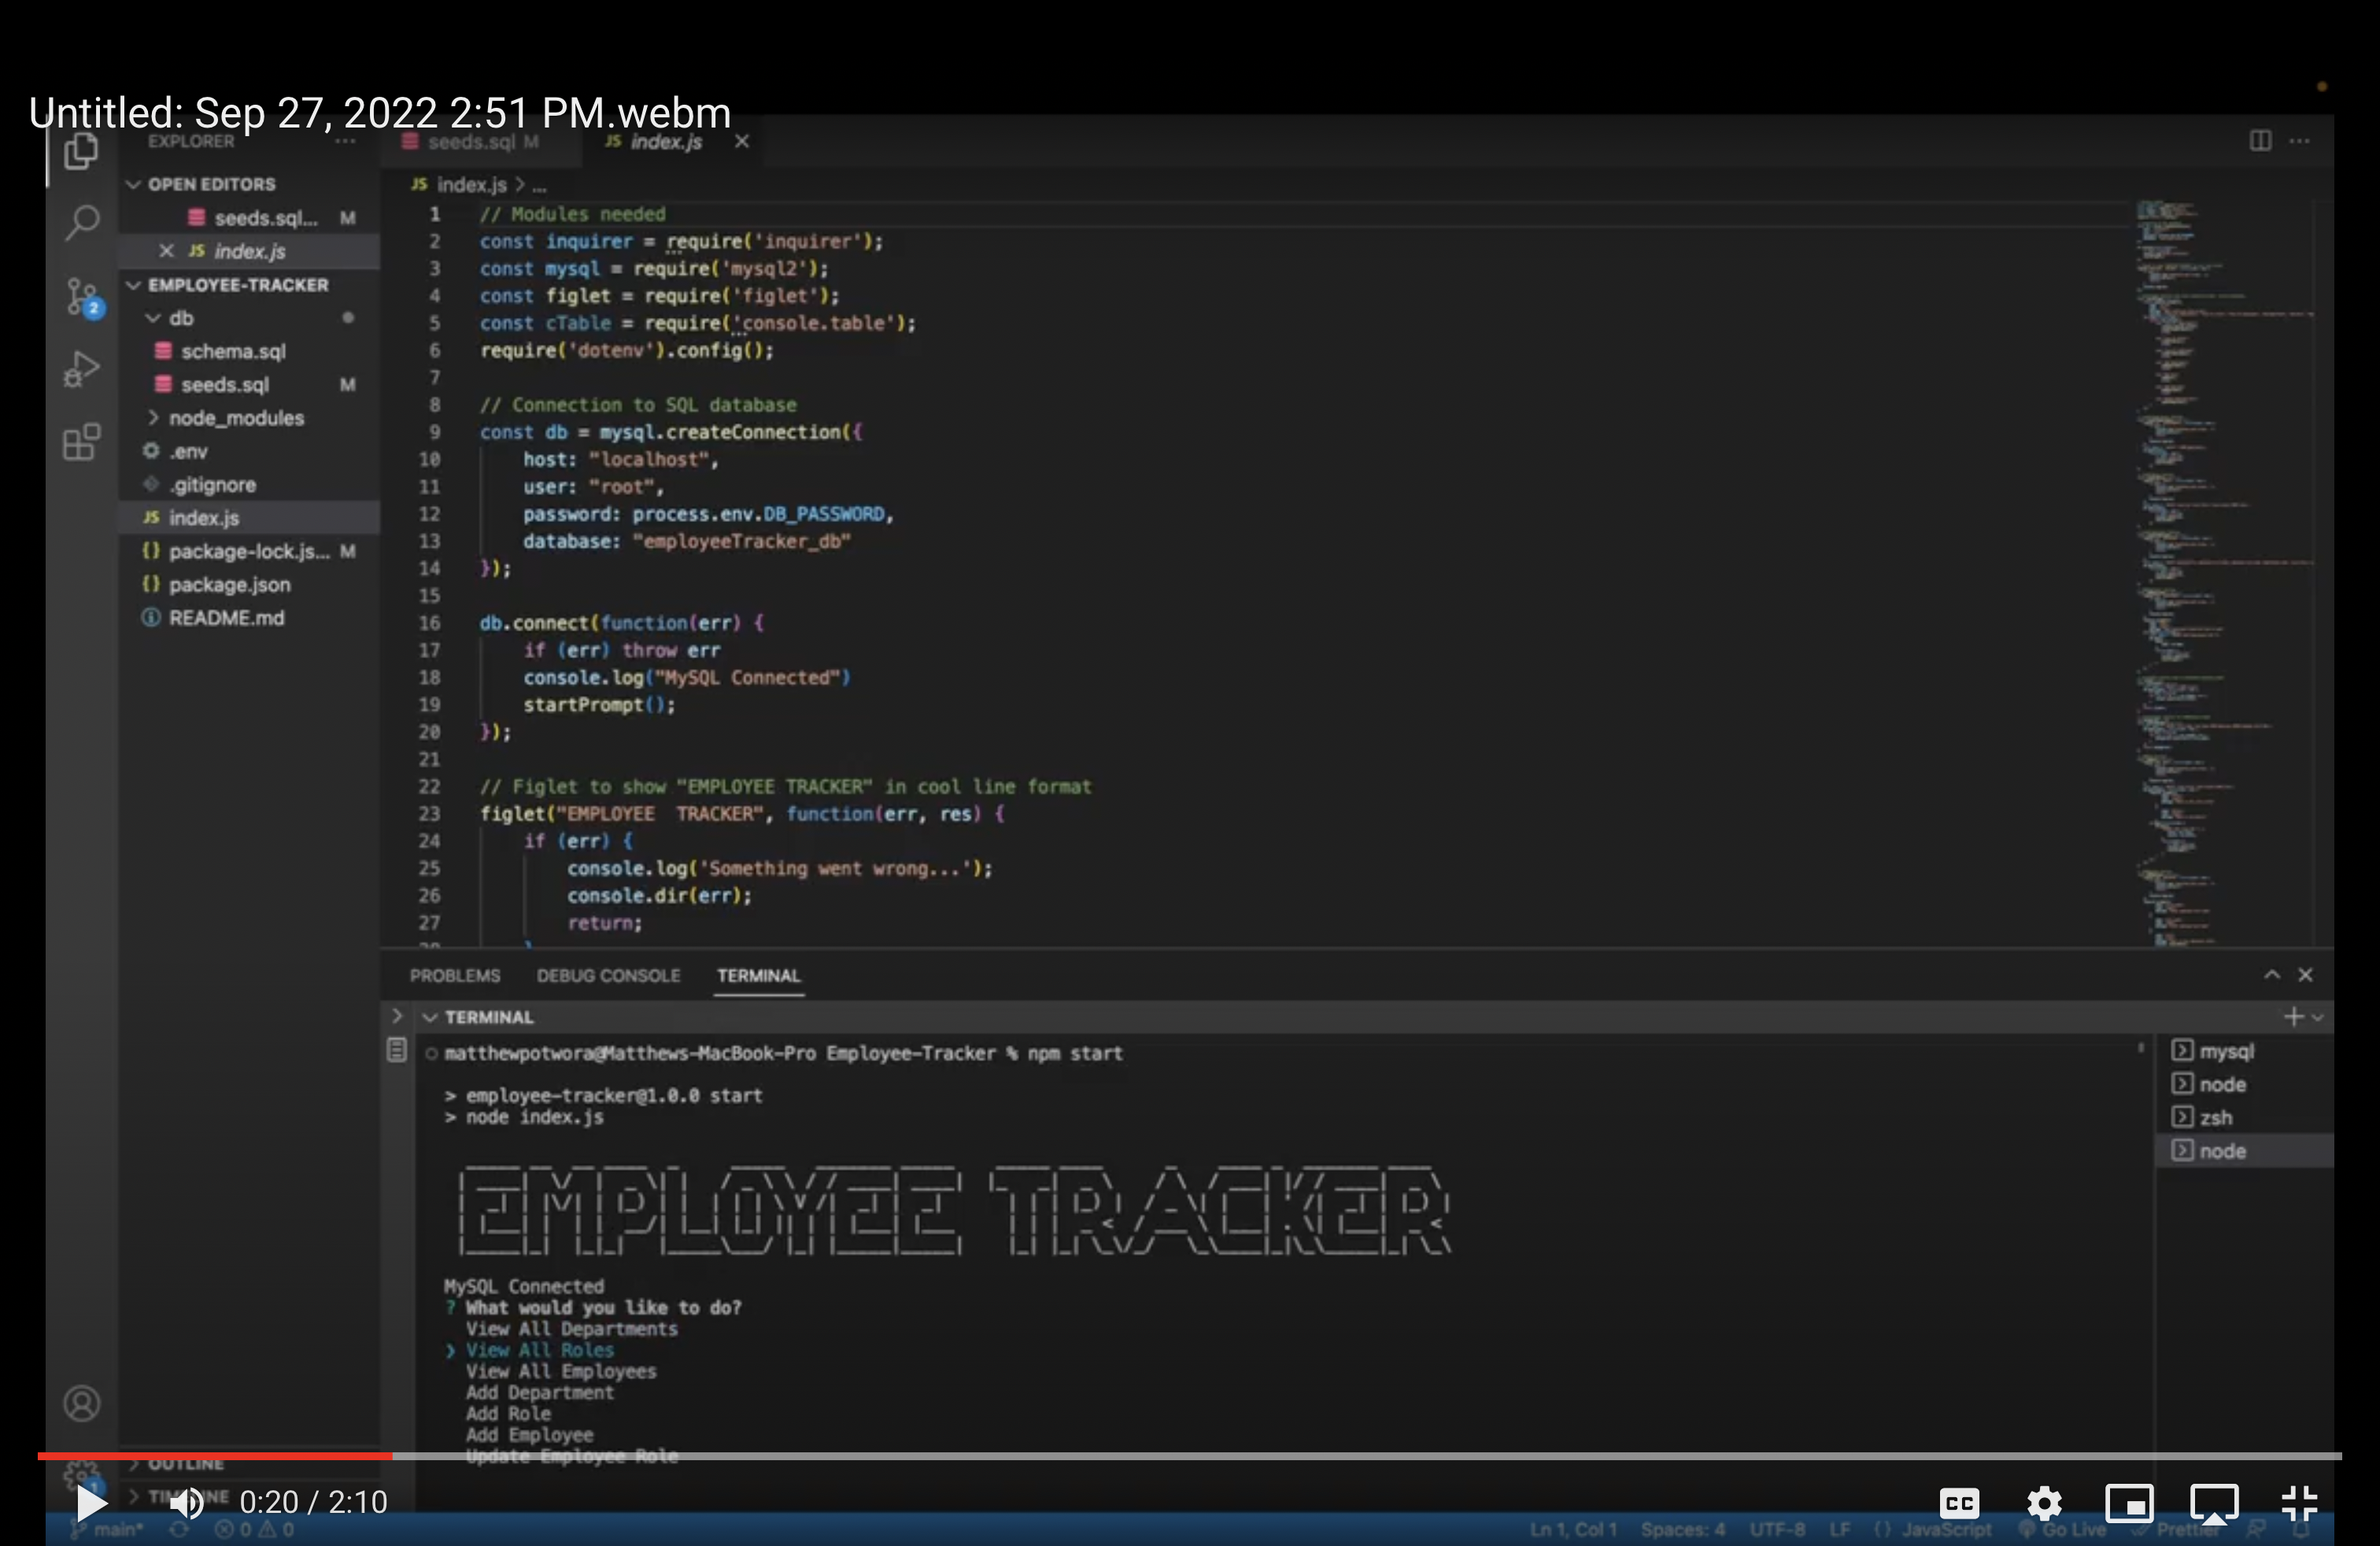 Untitled: Sep 27, 2022 2:51 PM.webm
EXPLORER
OPEN EDITORS
seeds.sql... M
index.js
EMPLOYEE-TRACKER
db
schema.sql
seeds.sql M
node_modules
.env
.gitignore
index.js
package-lock.js... M
package.json
README.md
OUTLINE
TIMELINE
seeds.sql M
JS index.js
JS index.js > ...
1 // Modules needed
2 const inquirer = require('inquirer');
3 const mysql = require('mysql2');
4 const figlet = require('figlet');
5 const cTable = require('console.table');
6 require('dotenv').config();
7
8 // Connection to SQL database
9 const db = mysql.createConnection({
10 host: "localhost",
11 user: "root",
12 password: process.env.DB_PASSWORD,
13 database: "employeeTracker_db"
14 });
15
16 db.connect(function(err) {
17 if (err) throw err
18 console.log("MySQL Connected")
19 startPrompt();
20 });
21
22 // Figlet to show "EMPLOYEE TRACKER" in cool line format
23 figlet("EMPLOYEE  TRACKER", function(err, res) {
24 if (err) {
25 console.log('Something went wrong...');
26 console.dir(err);
27 return;
28 }
PROBLEMS DEBUG CONSOLE TERMINAL
TERMINAL
matthewpotwora@Matthews-MacBook-Pro Employee-Tracker % npm start
> employee-tracker@1.0.0 start
> node index.js
EMPLOYEE TRACKER
MySQL Connected
? What would you like to do?
View All Departments
❯ View All Roles
View All Employees
Add Department
Add Role
Add Employee
Update Employee Role
mysql
node
zsh
node
0:20 / 2:10
CC
main* 0 0
Ln 1, Col 1 Spaces: 4 UTF-8 LF {} JavaScript Go Live Prettier